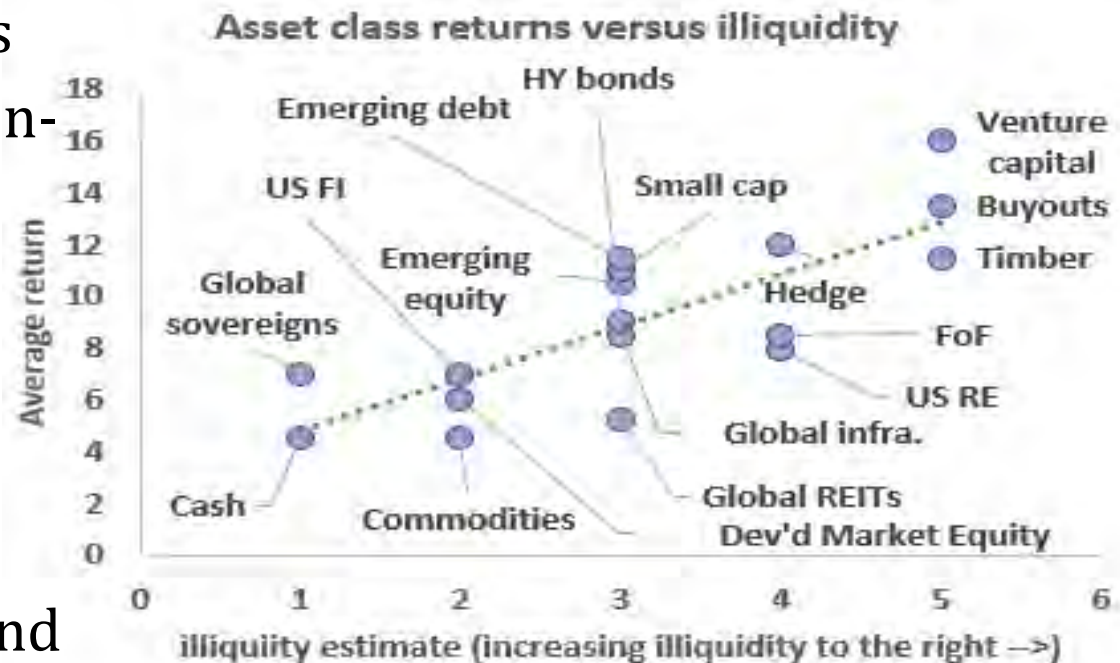 s
n-
nd
Asset class returns versus illiquidity
HY bonds
Emerging debt
US FI
Small cap
Venture
capital
Buyouts
Timber
Emerging
equity
Global
sovereigns
Hedge
FoF
US RE
Global infra.
Global REITs
Dev'd Market Equity
Cash
Commodities
Average return
18
16
14
12
10
8
6
4
2
0
0 1 2 3 4 5 6
illiquiity estimate (increasing illiquidity to the right -->)